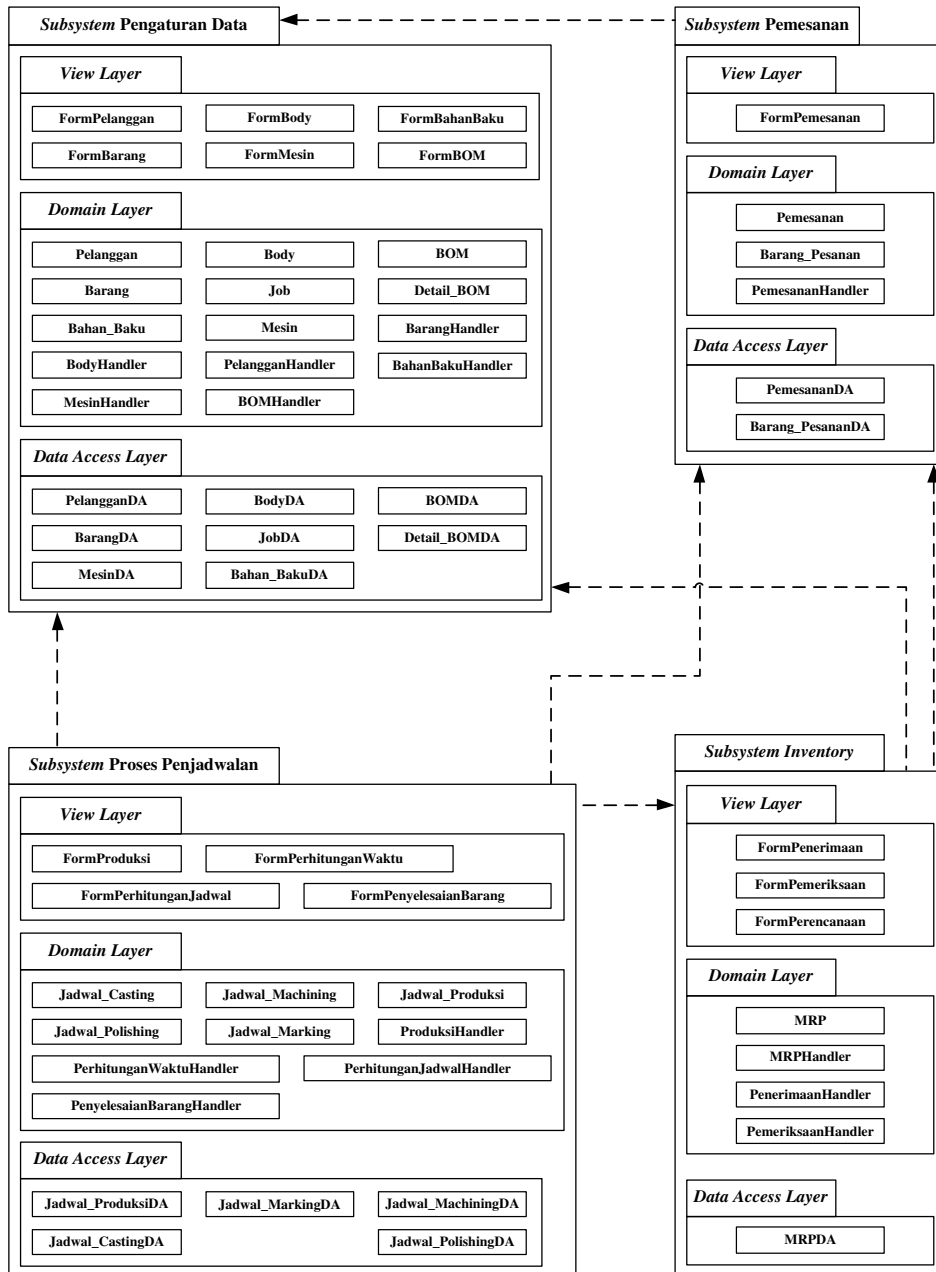 Subsystem Pengaturan Data
View Layer
FormPelanggan
FormBody
FormBahanBaku
FormBarang
FormMesin
FormBOM
Domain Layer
Pelanggan
Body
BOM
Barang
Job
Detail_BOM
Bahan_Baku
Mesin
BarangHandler
BodyHandler
PelangganHandler
BahanBakuHandler
MesinHandler
BOMHandler
Data Access Layer
PelangganDA
BodyDA
BOMDA
BarangDA
JobDA
Detail_BOMDA
MesinDA
Bahan_BakuDA
Subsystem Pemesanan
View Layer
FormPemesanan
Domain Layer
Pemesanan
Barang_Pesanan
PemesananHandler
Data Access Layer
PemesananDA
Barang_PesananDA
Subsystem Proses Penjadwalan
View Layer
FormProduksi
FormPerhitunganWaktu
FormPerhitunganJadwal
FormPenyelesaianBarang
Domain Layer
Jadwal_Casting
Jadwal_Machining
Jadwal_Produksi
Jadwal_Polishing
Jadwal_Marking
ProduksiHandler
PerhitunganWaktuHandler
PerhitunganJadwalHandler
PenyelesaianBarangHandler
Data Access Layer
Jadwal_ProduksiDA
Jadwal_MarkingDA
Jadwal_MachiningDA
Jadwal_CastingDA
Jadwal_PolishingDA
Subsystem Inventory
View Layer
FormPenerimaan
FormPemeriksaan
FormPerencanaan
Domain Layer
MRP
MRPHandler
PenerimaanHandler
PemeriksaanHandler
Data Access Layer
MRPDA